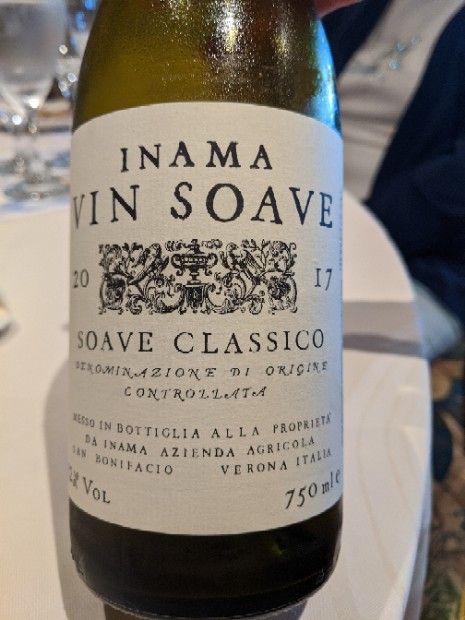 INAMA
VIN SOAVE
20 17
SOAVE CLASSICO
DENOMINAZIONE DI ORIGINE
CONTROLLATA
MESSO IN BOTTIGLIA ALLA PROPRIETA'
DA INAMA AZIENDA AGRICOLA
SAN BONIFACIO VERONA ITALIA
VOL 750 ml e